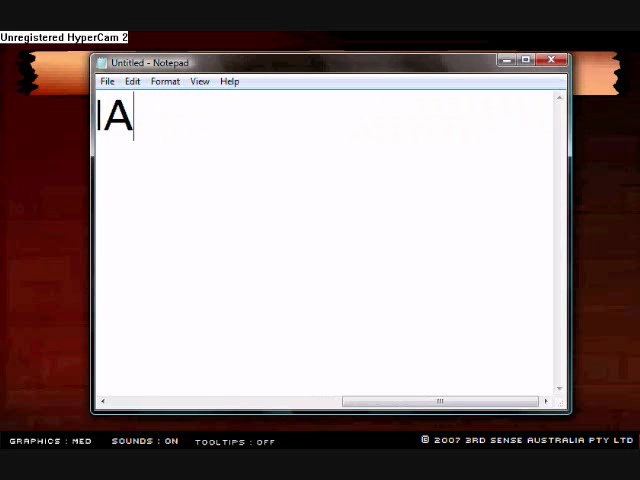 Unregistered HyperCam 2
Untitled - Notepad
File Edit Format View Help
A
GRAPHICS : MED SOUNDS : ON TOOLTIPS : OFF © 2007 3RD SENSE AUSTRALIA PTY LTD